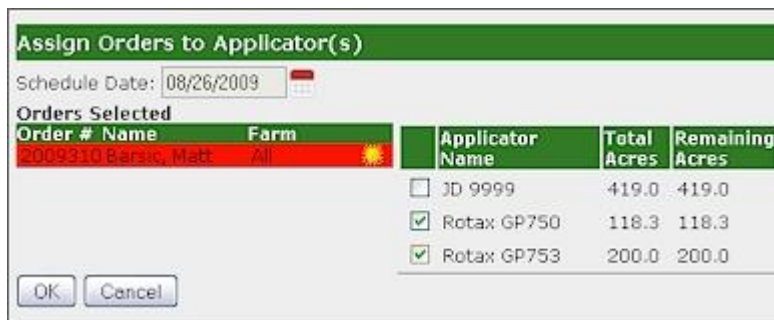 Assign Orders to Applicator(s)
Schedule Date: 08/26/2009
Orders Selected
Order # Name Farm
2009310 Barsic, Matt All
Applicator Name Total Acres Remaining Acres
JD 9999 419.0 419.0
Rotax GP750 118.3 118.3
Rotax GP753 200.0 200.0
OK Cancel